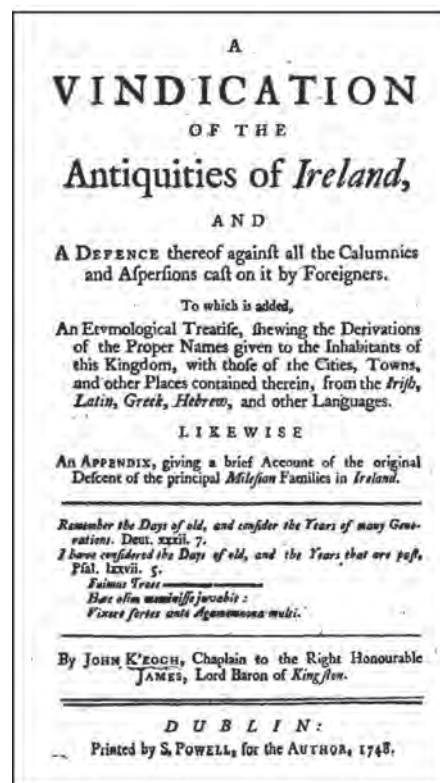 A
VINDICATION
OF THE
Antiquities of Ireland,
AND
A DEFENCE thereof againſt all the Calumnies
and Aſperſions caſt on it by Foreigners.
To which is added,
An Etymological Treatiſe, ſhewing the Derivations
of the Proper Names given to the Inhabitants of
this Kingdom, with thoſe of the Cities, Towns,
and other Places contained therein, from the Iriſh,
Latin, Greek, Hebrew, and other Languages.
LIKEWISE
An APPENDIX, giving a brief Account of the original
Deſcent of the principal Mileſian Families in Ireland.
Remember the Days of old, and conſider the Years of many Gene-
rations. Deut. xxxii. 7.
I have conſidered the Days of old, and the Years that are paſt,
Pſal. lxxvii. 5.
Fuimus Troes
Hæc olim meminiſſe juvabit:
Vixere fortes ante Agamemnona multi.
By JOHN K'EOGH, Chaplain to the Right Honourable
JAMES, Lord Baron of Kingſton.
DUBLIN:
Printed by S. POWELL, for the AUTHOR, 1748.